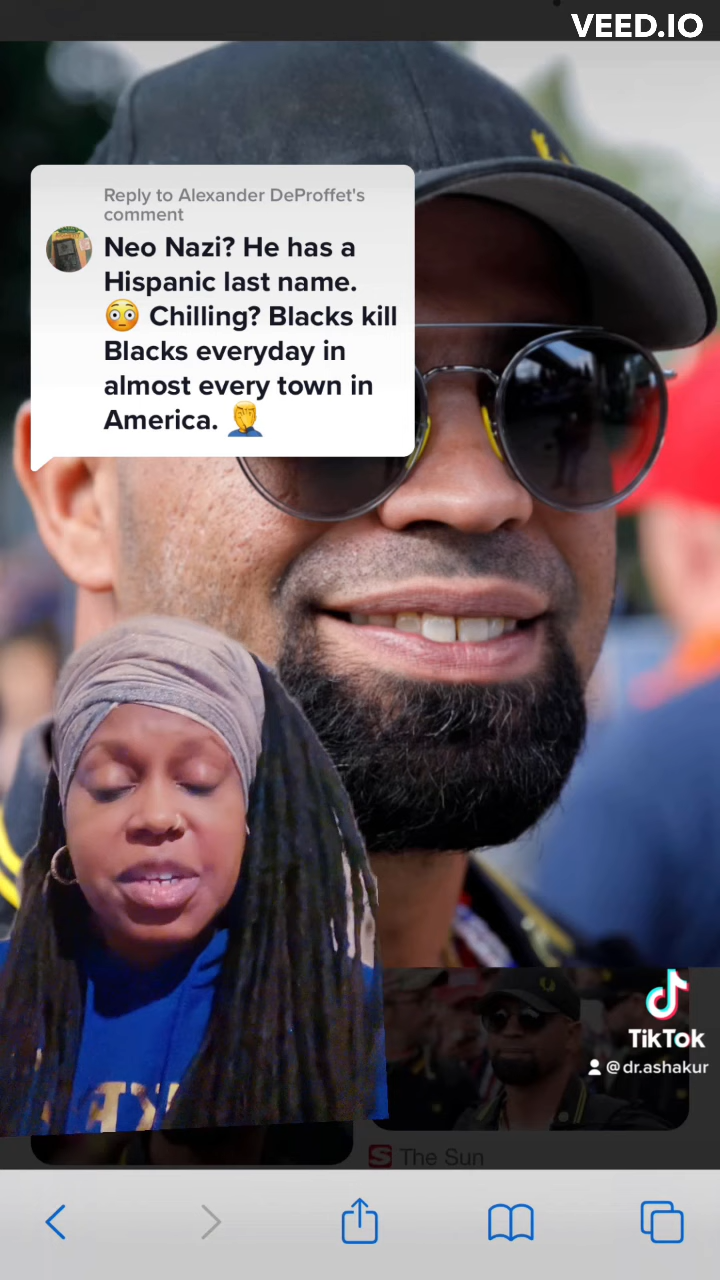 VEED.IO
Reply to Alexander DeProffet's
comment
Neo Nazi? He has a
Hispanic last name.
😳 Chilling? Blacks kill
Blacks everyday in
almost every town in
America. 🤦‍♂️
TikTok
@dr.ashakur
S The Sun